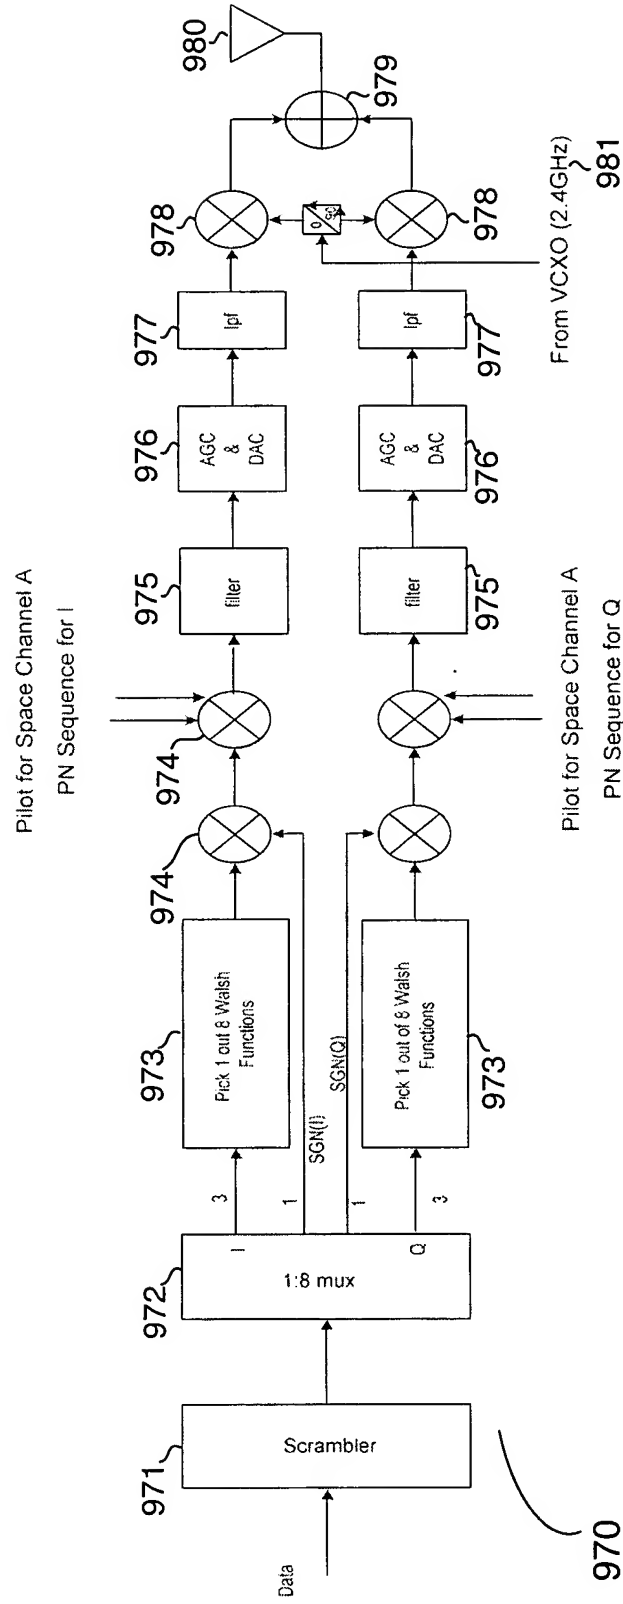 Pilot for Space Channel A
PN Sequence for I
Data
971
Scrambler
972
1:8 mux
I
Q
3
1
SGN(I)
1
SGN(Q)
3
973
Pick 1 out 8 Walsh
Functions
Pick 1 out of 8 Walsh
Functions
973
974
974
975
filter
filter
975
976
AGC
&
DAC
AGC
&
DAC
976
977
lpf
lpf
977
978
0
90
978
979
980
From VCXO (2.4GHz)
981
Pilot for Space Channel A
PN Sequence for Q
970